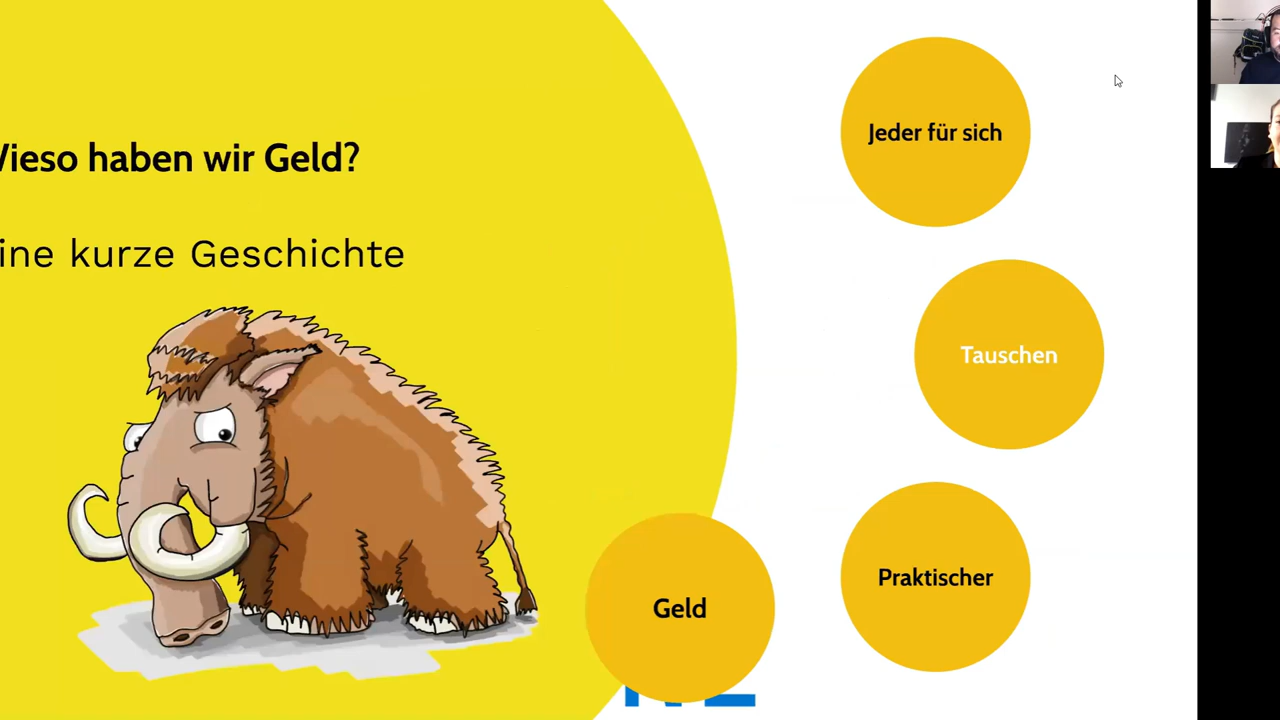 Vieso haben wir Geld?
ine kurze Geschichte
Jeder für sich
Tauschen
Praktischer
Geld